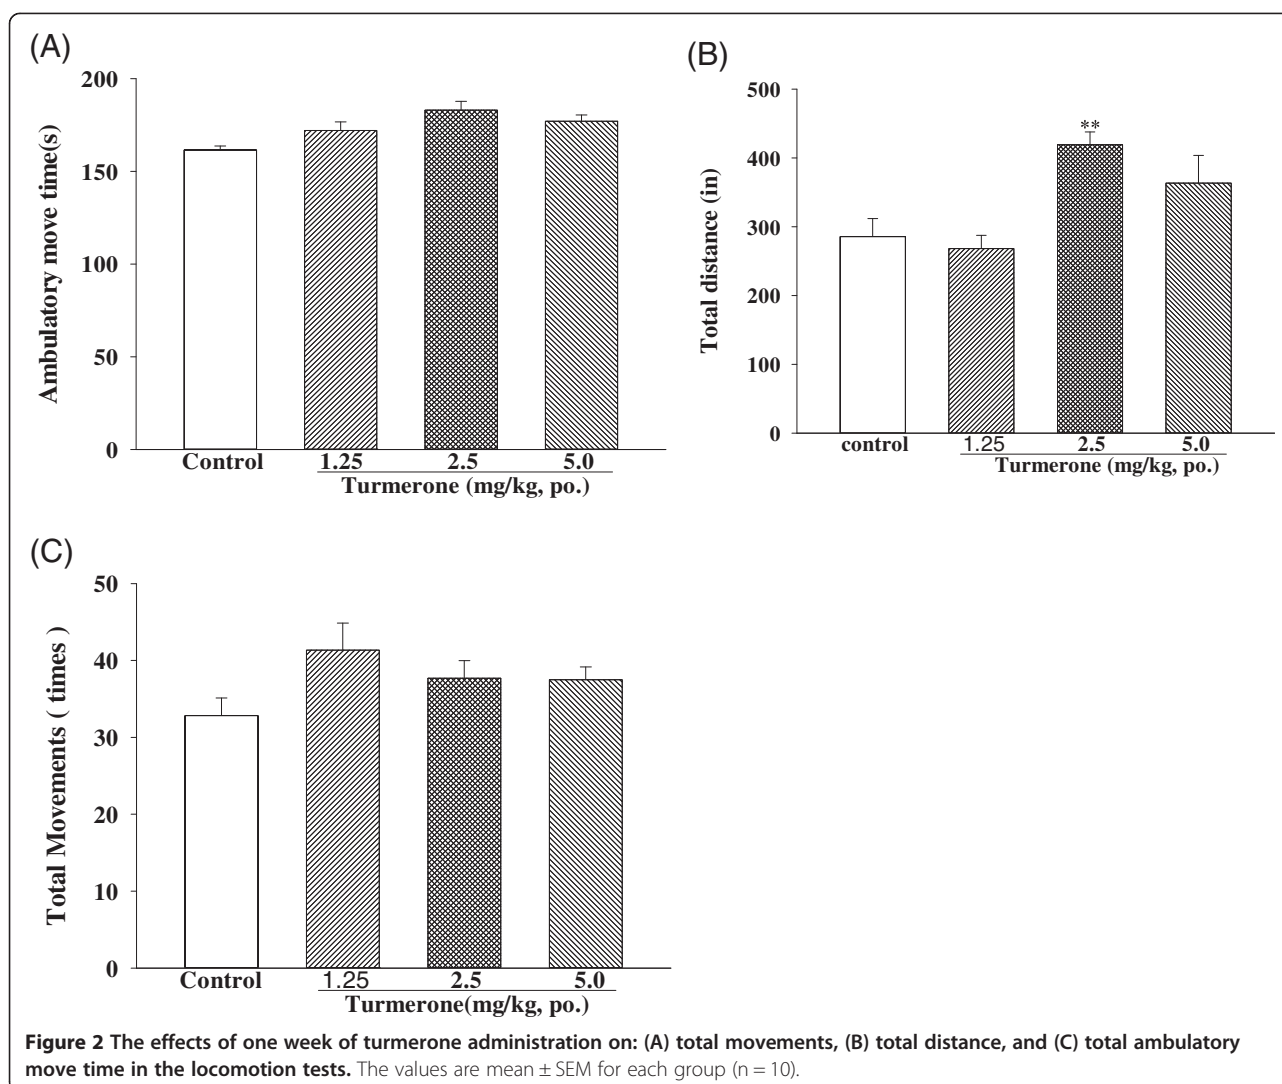 (A)
200
150
100
50
0
Ambulatory move time(s)
Control 1.25 2.5 5.0
Turmerone (mg/kg, po.)
(B)
500
400
300
200
100
0
Total distance (in)
**
control 1.25 2.5 5.0
Turmerone (mg/kg, po.)
(C)
50
40
30
20
10
0
Total Movements ( times )
Control 1.25 2.5 5.0
Turmerone(mg/kg, po.)
Figure 2 The effects of one week of turmerone administration on: (A) total movements, (B) total distance, and (C) total ambulatory
move time in the locomotion tests. The values are mean ± SEM for each group (n = 10).